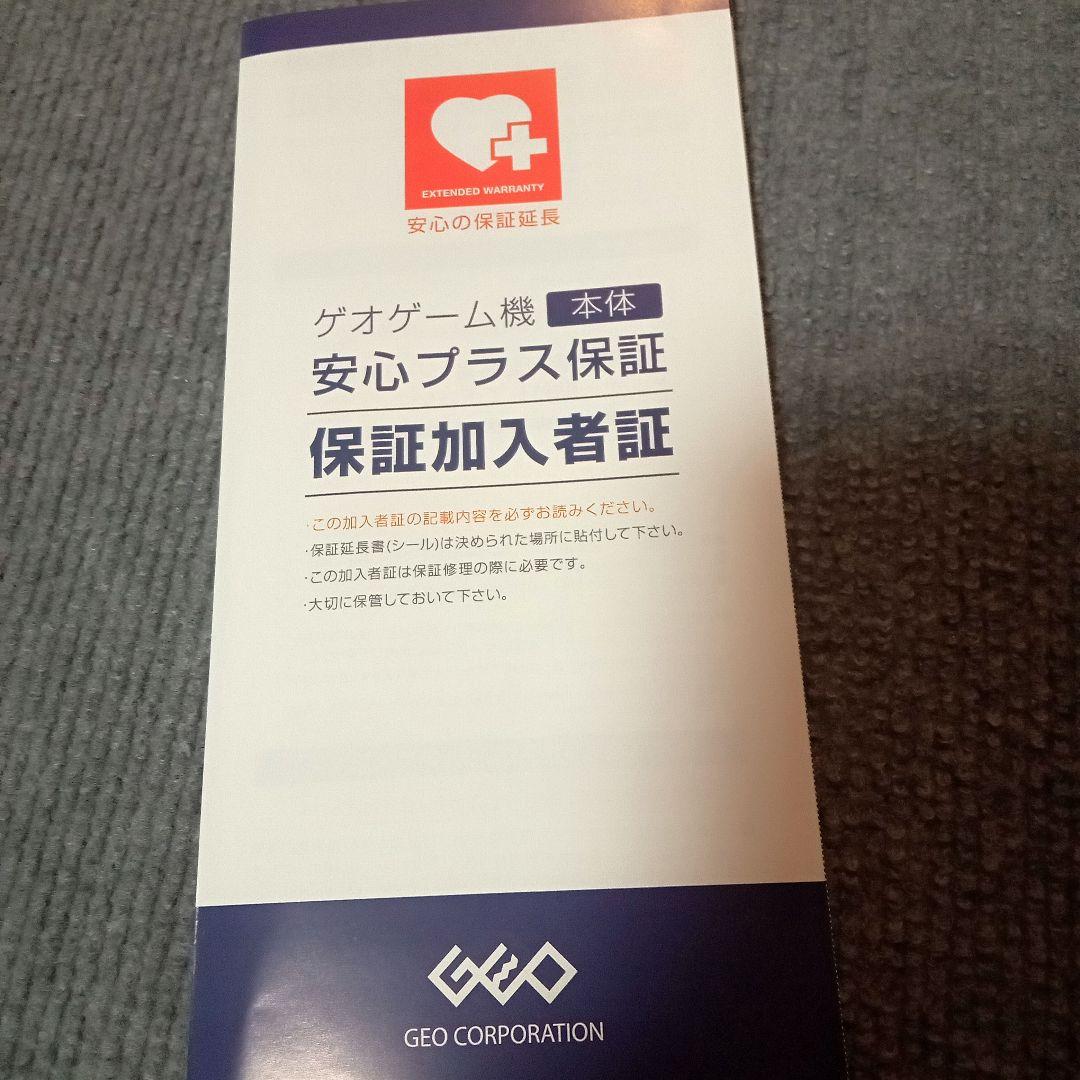 EXTENDED WARRANTY
安心の保証延長
ゲオゲーム機 本体
安心プラス保証
保証加入者証
・この加入者証の記載内容を必ずお読みください。
・保証延長書(シール)は決められた場所に貼付して下さい。
・この加入者証は保証修理の際に必要です。
・大切に保管しておいて下さい。
GEO
GEO CORPORATION